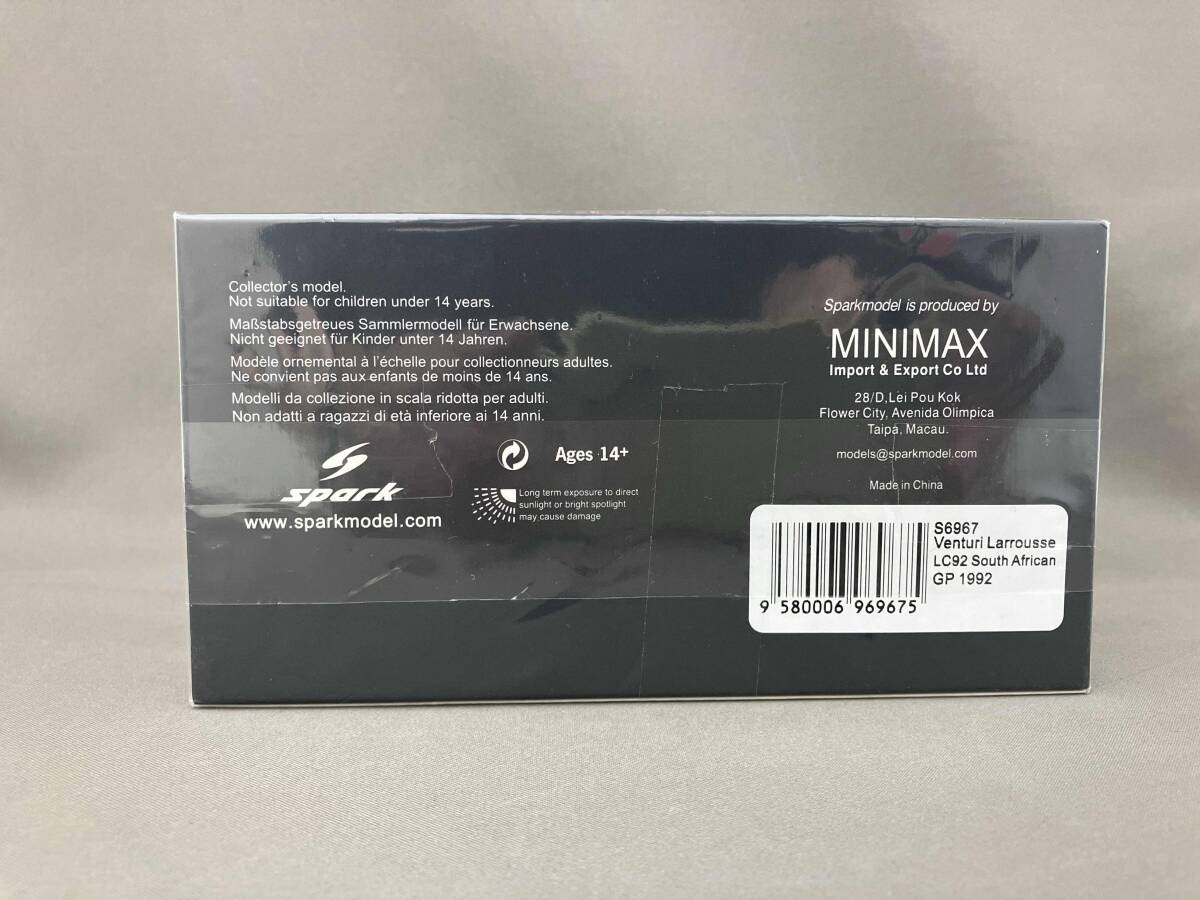 Collector's model.
Not suitable for children under 14 years.
Maßstabsgetreues Sammlermodell für Erwachsene.
Nicht geeignet für Kinder unter 14 Jahren.
Modèle ornemental à l'échelle pour collectionneurs adultes.
Ne convient pas aux enfants de moins de 14 ans.
Modelli da collezione in scala ridotta per adulti.
Non adatti a ragazzi di età inferiore ai 14 anni.
spark
www.sparkmodel.com
Ages 14+
Long term exposure to direct
sunlight or bright spotlight
may cause damage
Sparkmodel is produced by
MINIMAX
Import & Export Co Ltd
28/D, Lei Pou Kok
Flower City, Avenida Olimpica
Taipa, Macau.
models@sparkmodel.com
Made in China
S6967
Venturi Larrousse
LC92 South African
GP 1992
9 580006 969675